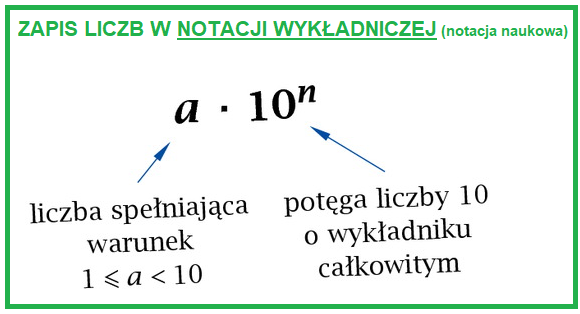 ZAPIS LICZB W NOTACJI WYKŁADNICZEJ (notacja naukowa)
a · 10ⁿ
liczba spełniająca
warunek
1 ⩽ a < 10
potęga liczby 10
o wykładniku
całkowitym